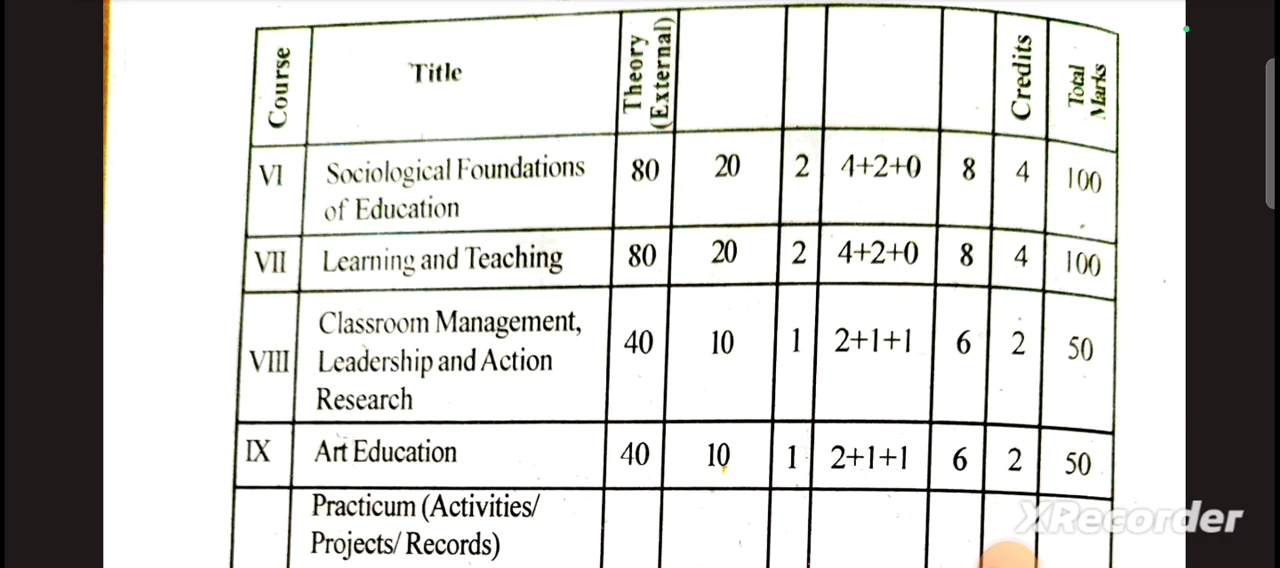 Course Title Theory (External) Credits Total Marks
VI Sociological Foundations 80 20 2 4+2+0 8 4 100
of Education
VII Learning and Teaching 80 20 2 4+2+0 8 4 100
Classroom Management,
VIII Leadership and Action 40 10 1 2+1+1 6 2 50
Research
IX Art Education 40 10 1 2+1+1 6 2 50
Practicum (Activities/
Projects/ Records)
XRecorder